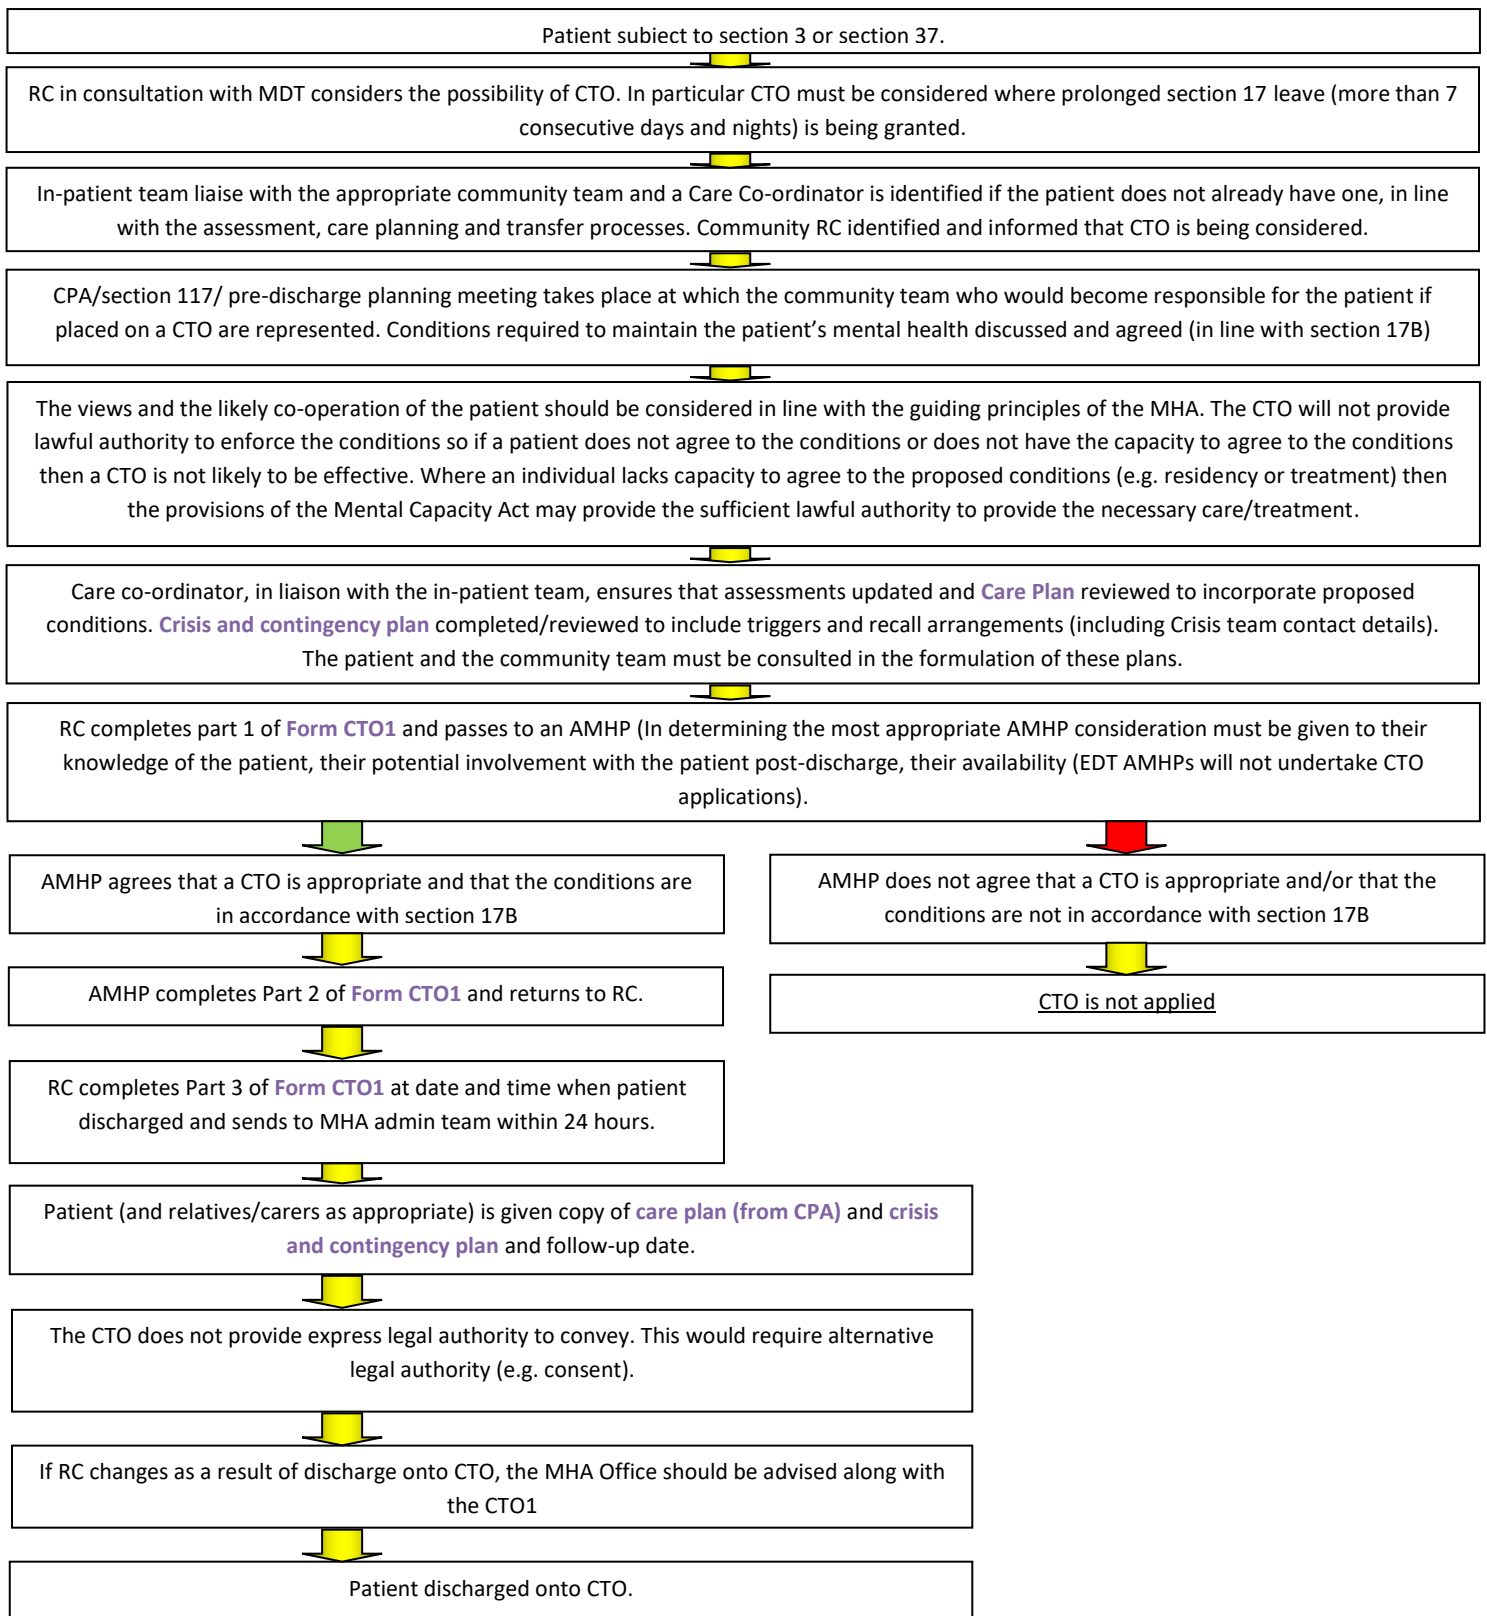 Patient subiect to section 3 or section 37.
RC in consultation with MDT considers the possibility of CTO. In particular CTO must be considered where prolonged section 17 leave (more than 7
consecutive days and nights) is being granted.
In-patient team liaise with the appropriate community team and a Care Co-ordinator is identified if the patient does not already have one, in line
with the assessment, care planning and transfer processes. Community RC identified and informed that CTO is being considered.
CPA/section 117/ pre-discharge planning meeting takes place at which the community team who would become responsible for the patient if
placed on a CTO are represented. Conditions required to maintain the patient’s mental health discussed and agreed (in line with section 17B)
The views and the likely co-operation of the patient should be considered in line with the guiding principles of the MHA. The CTO will not provide
lawful authority to enforce the conditions so if a patient does not agree to the conditions or does not have the capacity to agree to the conditions
then a CTO is not likely to be effective. Where an individual lacks capacity to agree to the proposed conditions (e.g. residency or treatment) then
the provisions of the Mental Capacity Act may provide the sufficient lawful authority to provide the necessary care/treatment.
Care co-ordinator, in liaison with the in-patient team, ensures that assessments updated and Care Plan reviewed to incorporate proposed
conditions. Crisis and contingency plan completed/reviewed to include triggers and recall arrangements (including Crisis team contact details).
The patient and the community team must be consulted in the formulation of these plans.
RC completes part 1 of Form CTO1 and passes to an AMHP (In determining the most appropriate AMHP consideration must be given to their
knowledge of the patient, their potential involvement with the patient post-discharge, their availability (EDT AMHPs will not undertake CTO
applications).
AMHP agrees that a CTO is appropriate and that the conditions are
in accordance with section 17B
AMHP does not agree that a CTO is appropriate and/or that the
conditions are not in accordance with section 17B
AMHP completes Part 2 of Form CTO1 and returns to RC.
CTO is not applied
RC completes Part 3 of Form CTO1 at date and time when patient
discharged and sends to MHA admin team within 24 hours.
Patient (and relatives/carers as appropriate) is given copy of care plan (from CPA) and crisis
and contingency plan and follow-up date.
The CTO does not provide express legal authority to convey. This would require alternative
legal authority (e.g. consent).
If RC changes as a result of discharge onto CTO, the MHA Office should be advised along with
the CTO1
Patient discharged onto CTO.